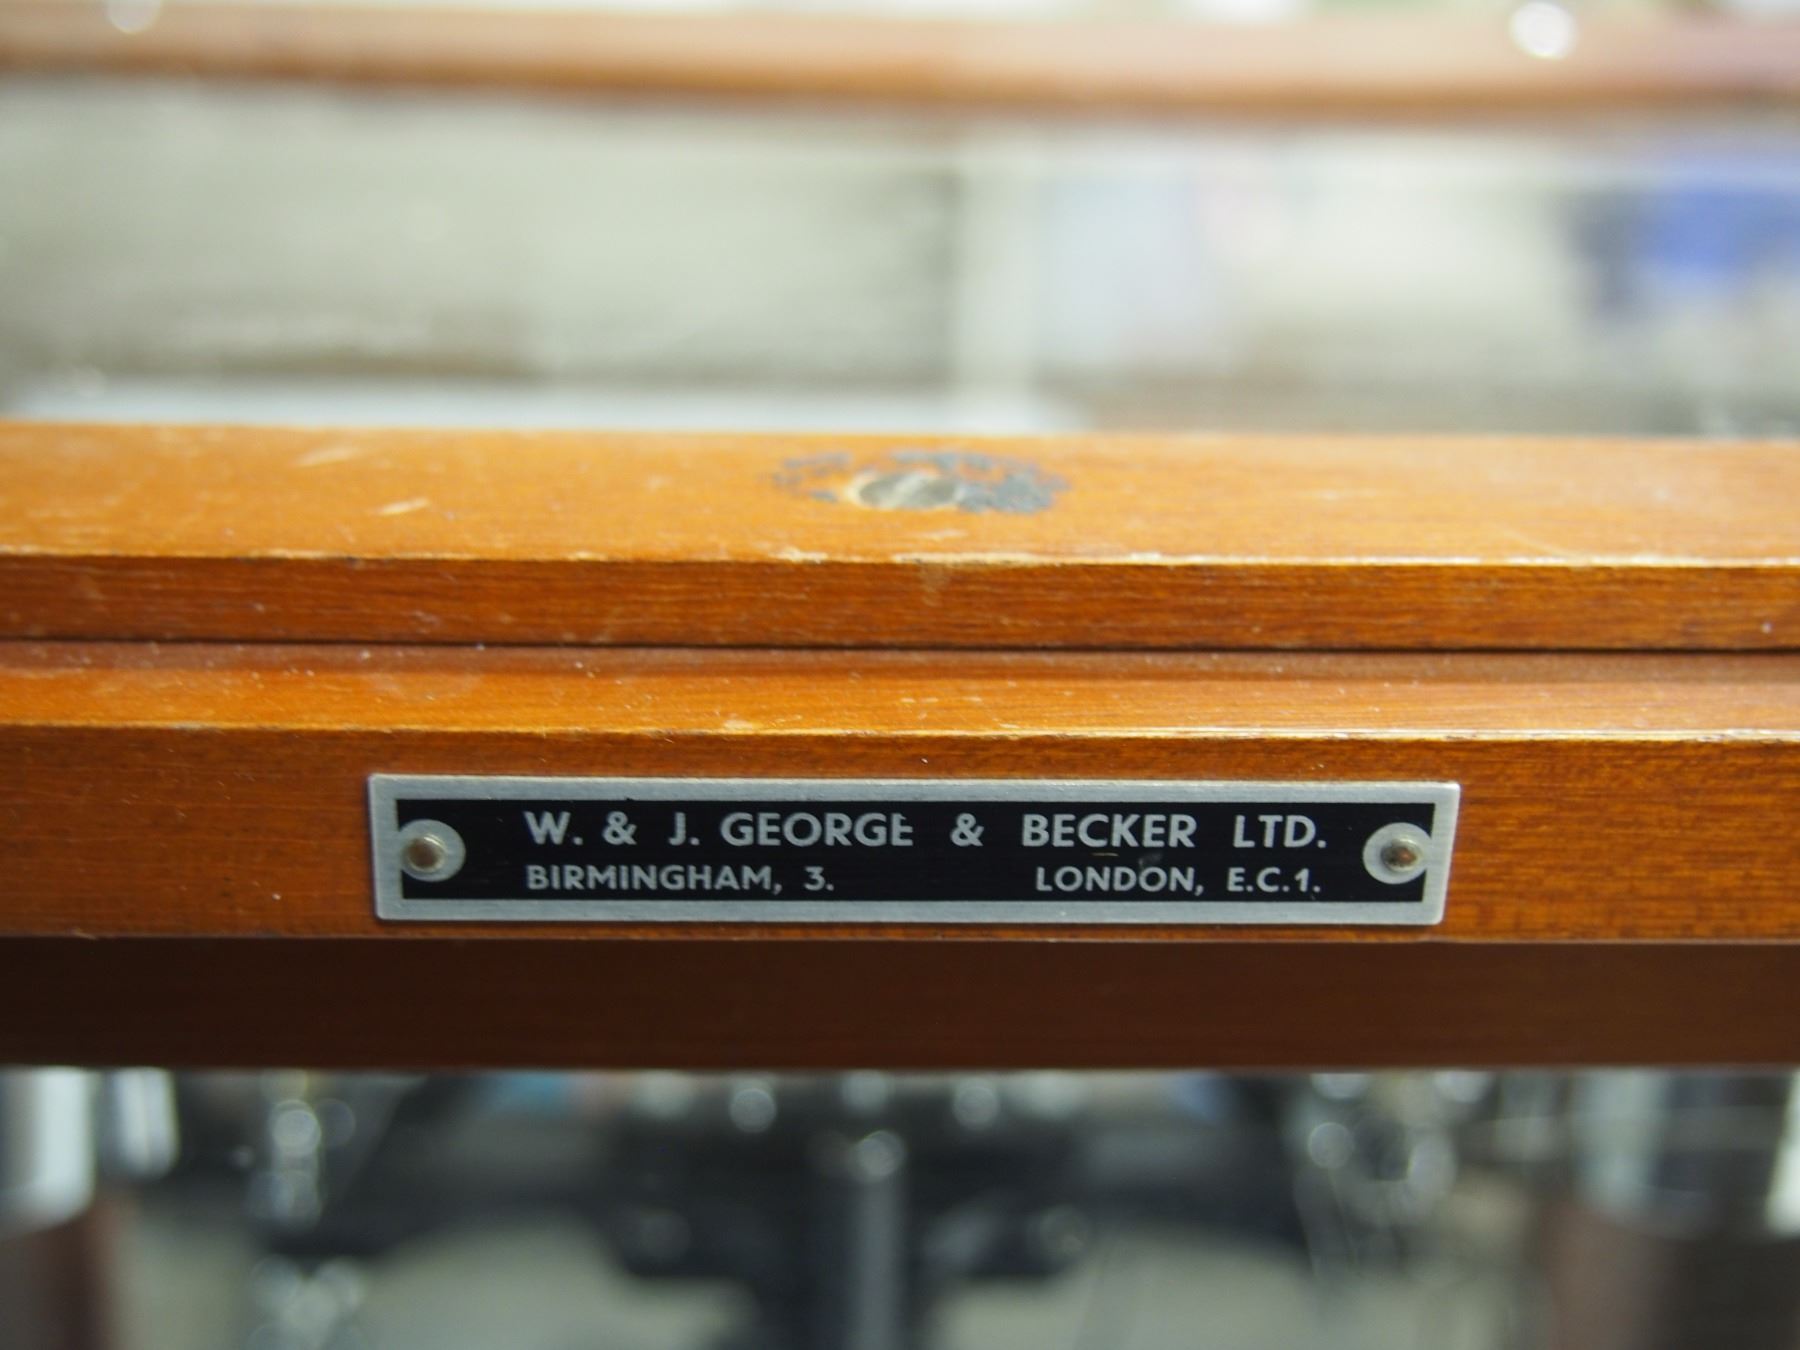 W. & J. GEORGE & BECKER LTD.
BIRMINGHAM, 3. LONDON, E.C.1.